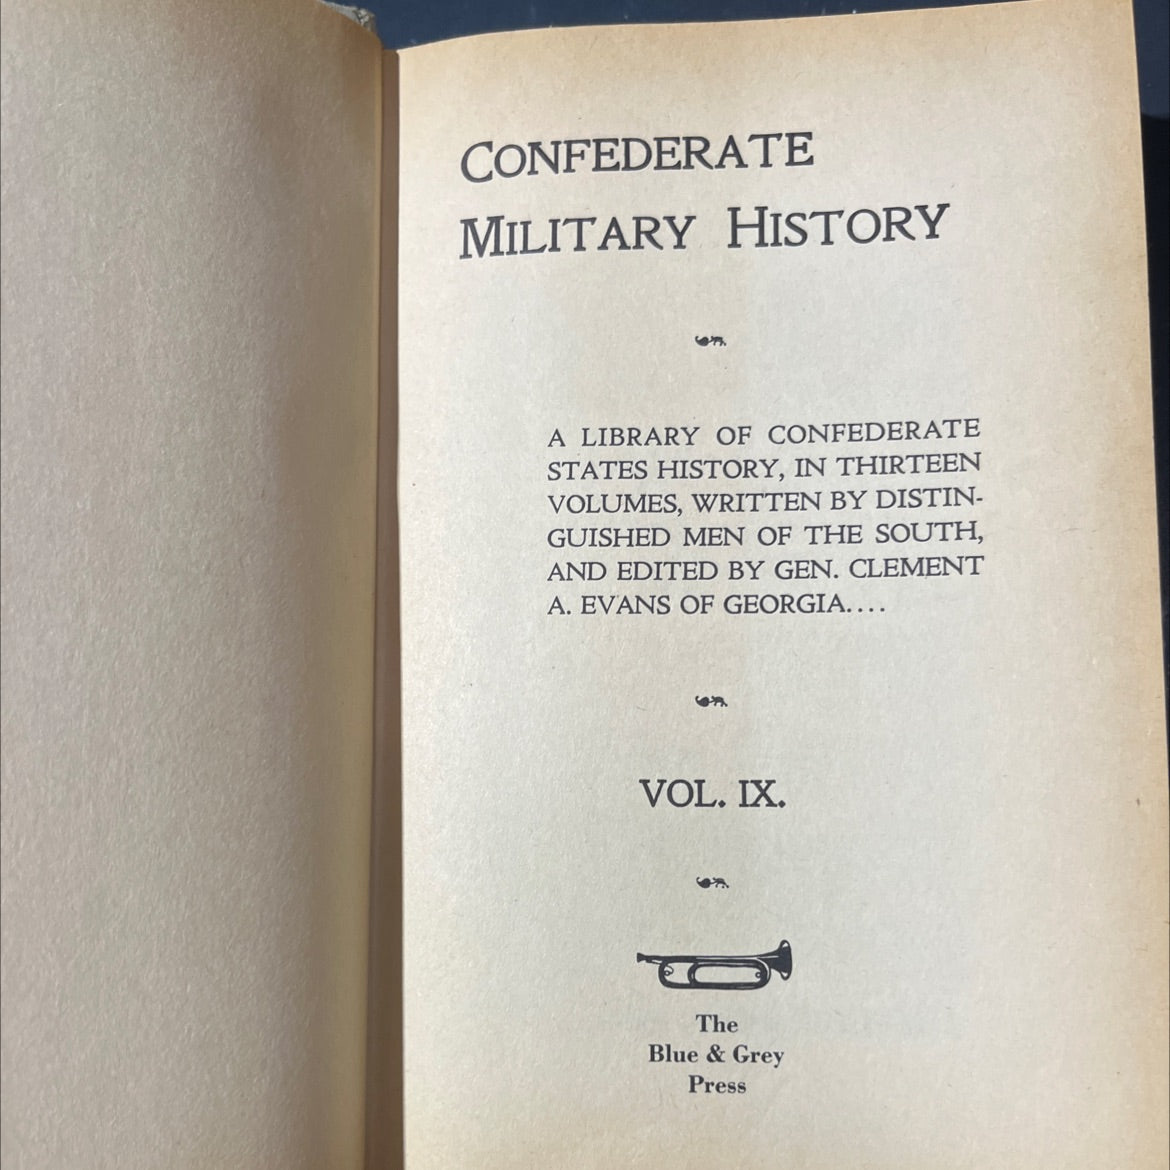 CONFEDERATE
MILITARY HISTORY
A LIBRARY OF CONFEDERATE
STATES HISTORY, IN THIRTEEN
VOLUMES, WRITTEN BY DISTIN-
GUISHED MEN OF THE SOUTH,
AND EDITED BY GEN. CLEMENT
A. EVANS OF GEORGIA....
VOL. IX.
The
Blue & Grey
Press